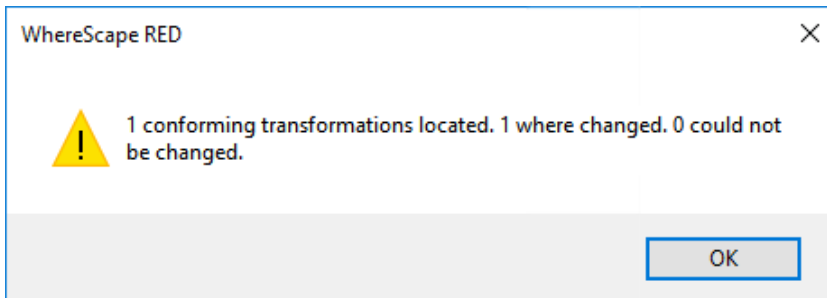 WhereScape RED
1 conforming transformations located. 1 where changed. 0 could not
be changed.
OK